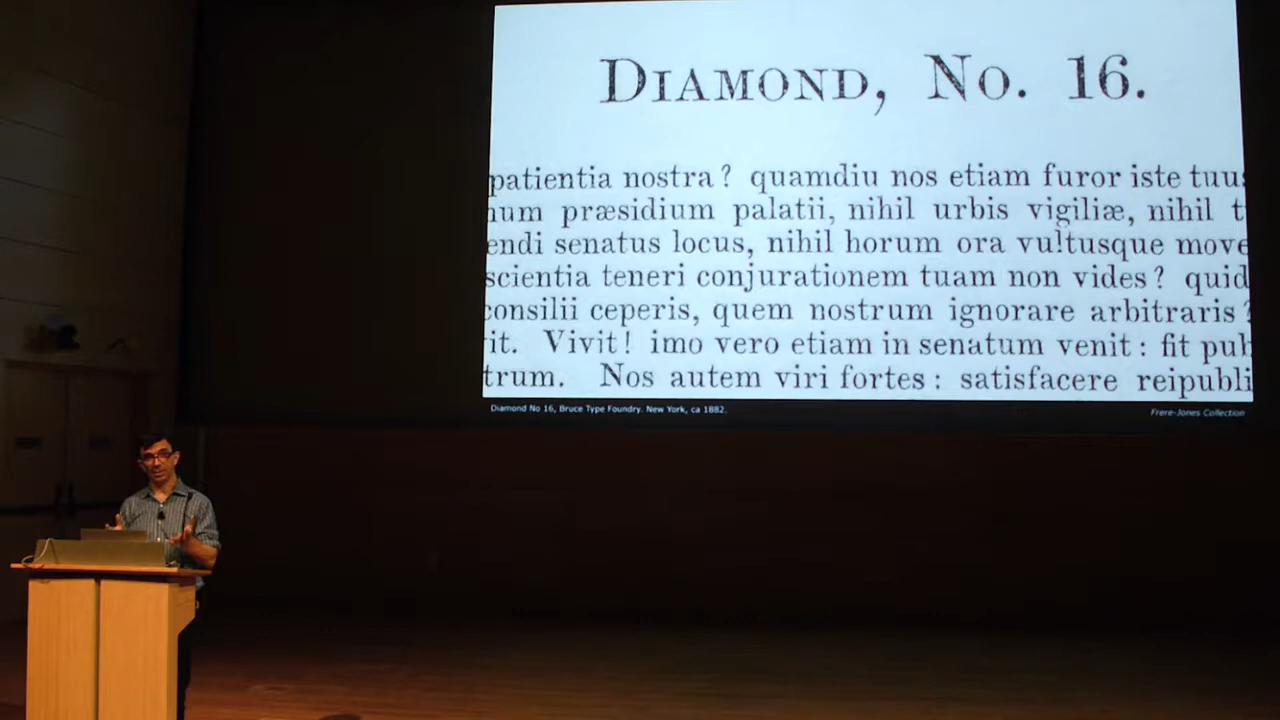 DIAMOND, NO. 16.
patientia nostra? quamdiu nos etiam furor iste tuus
num præsidium palatii, nihil urbis vigiliæ, nihil t
endi senatus locus, nihil horum ora vultusque move
scientia teneri conjurationem tuam non vides? quid
consilii ceperis, quem nostrum ignorare arbitraris?
it. Vivit! imo vero etiam in senatum venit: fit pub
trum. Nos autem viri fortes: satisfacere reipubli
Diamond No 16, Bruce Type Foundry. New York, ca 1882.
Frere-Jones Collection